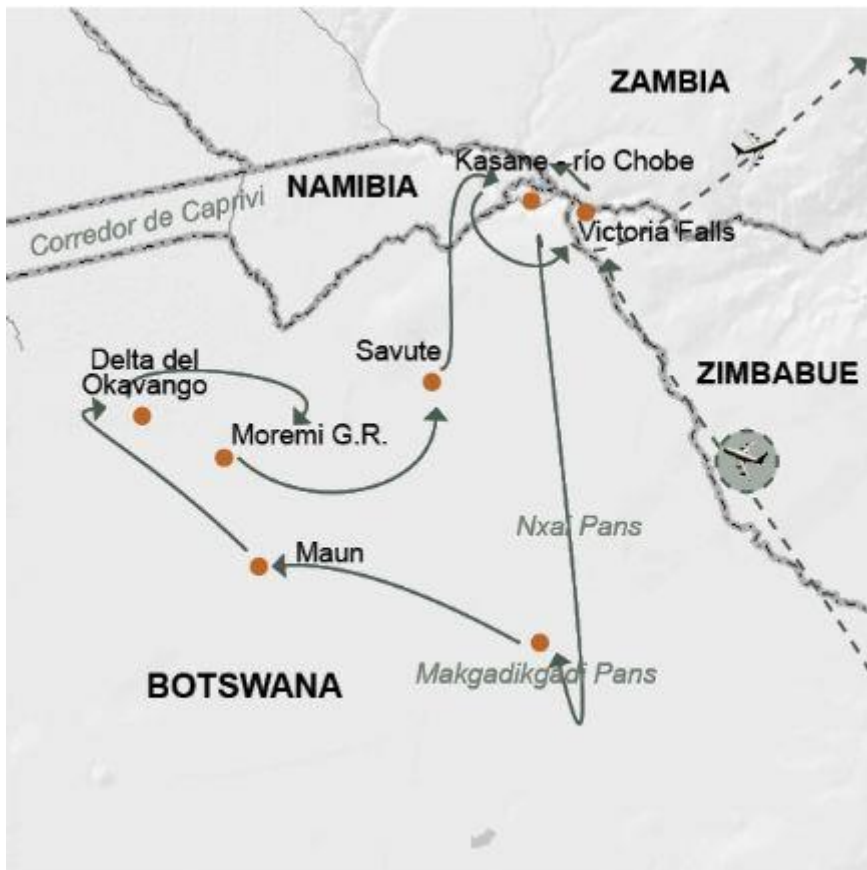 ZAMBIA
Kasane - río Chobe
NAMIBIA
Corredor de Caprivi
Victoria Falls
Savute
Delta del
Okavango
ZIMBABUE
Moremi G.R.
Nxai Pans
Maun
Makgadikgadi Pans
BOTSWANA